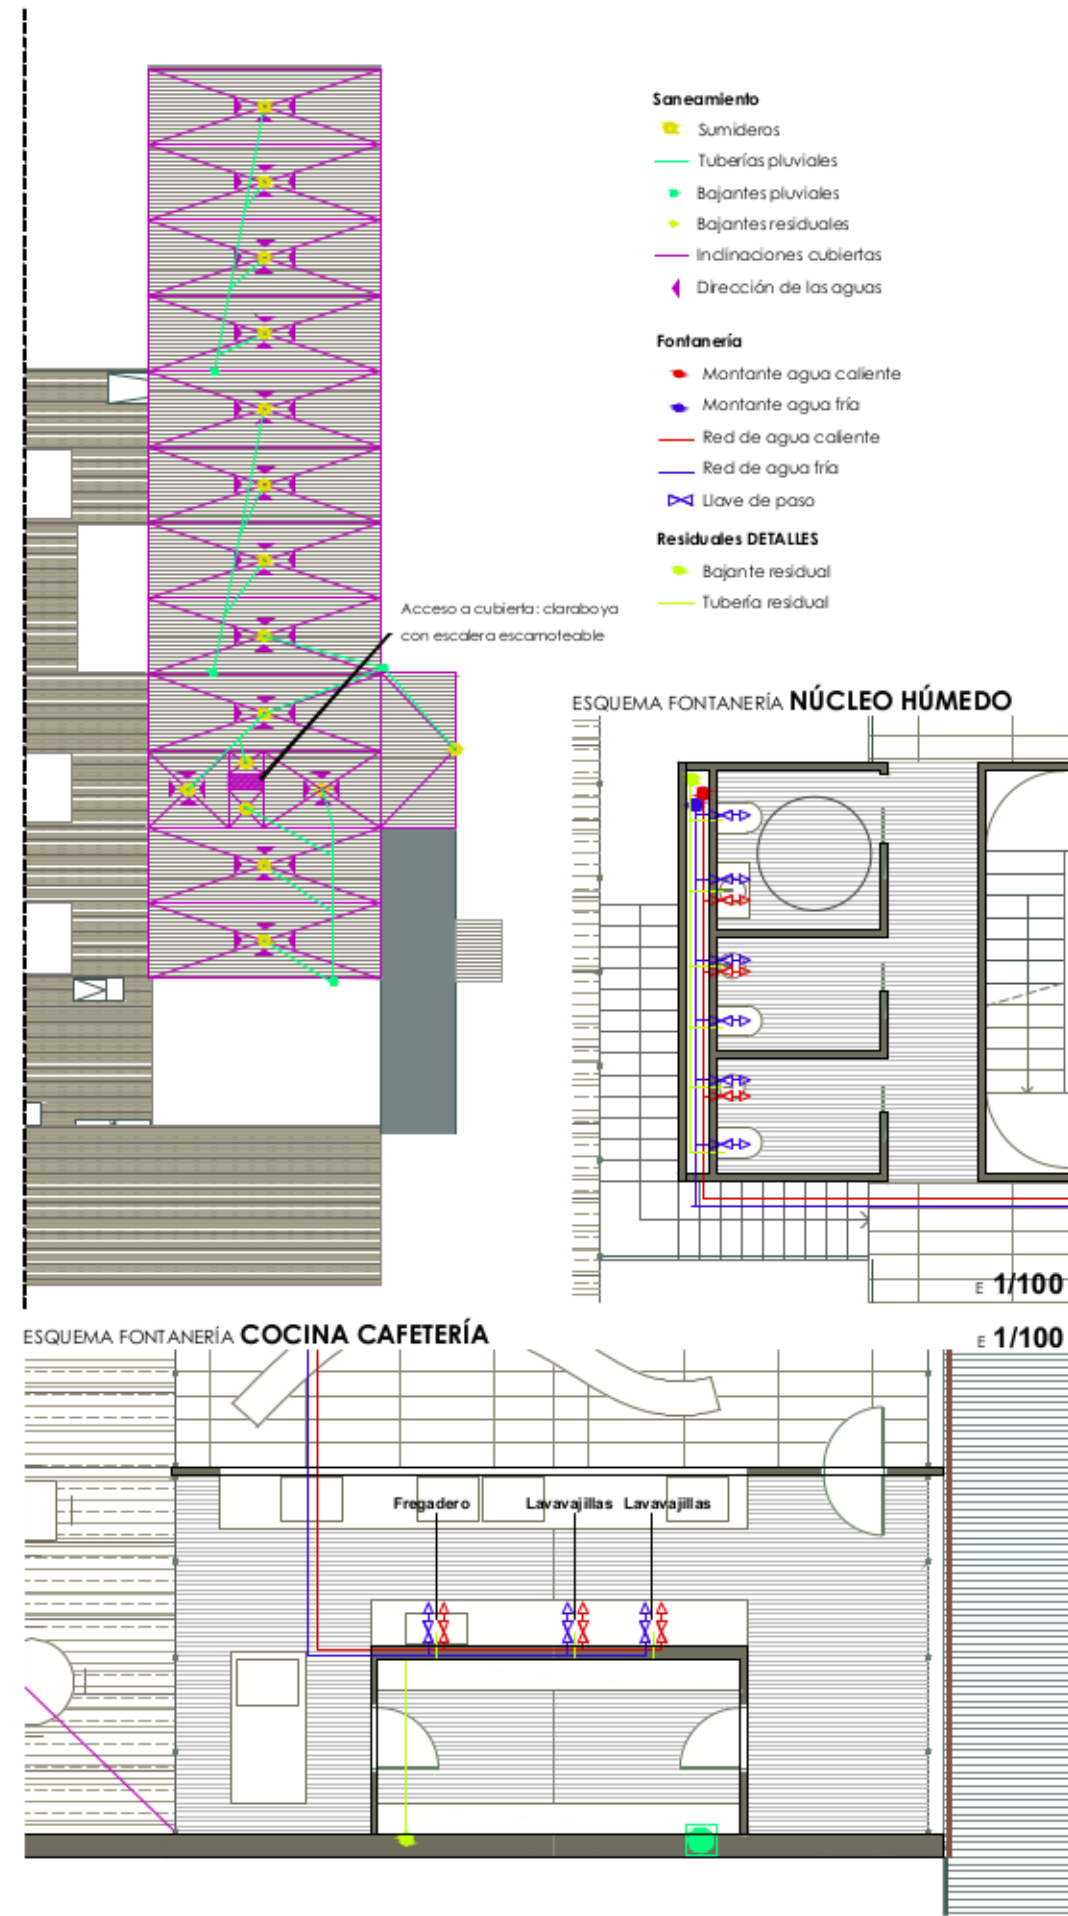 Saneamiento
Sumideros
Tuberías pluviales
Bajantes pluviales
Bajantes residuales
Inclinaciones cubiertas
Dirección de las aguas
Fontanería
Montante agua caliente
Montante agua fría
Red de agua caliente
Red de agua fría
Llave de paso
Residuales DETALLES
Bajante residual
Tubería residual
Acceso a cubierta: claraboya
con escalera escamoteable
ESQUEMA FONTANERÍA NÚCLEO HÚMEDO
E 1/100
ESQUEMA FONTANERÍA COCINA CAFETERÍA
E 1/100
Fregadero
Lavavajillas
Lavavajillas